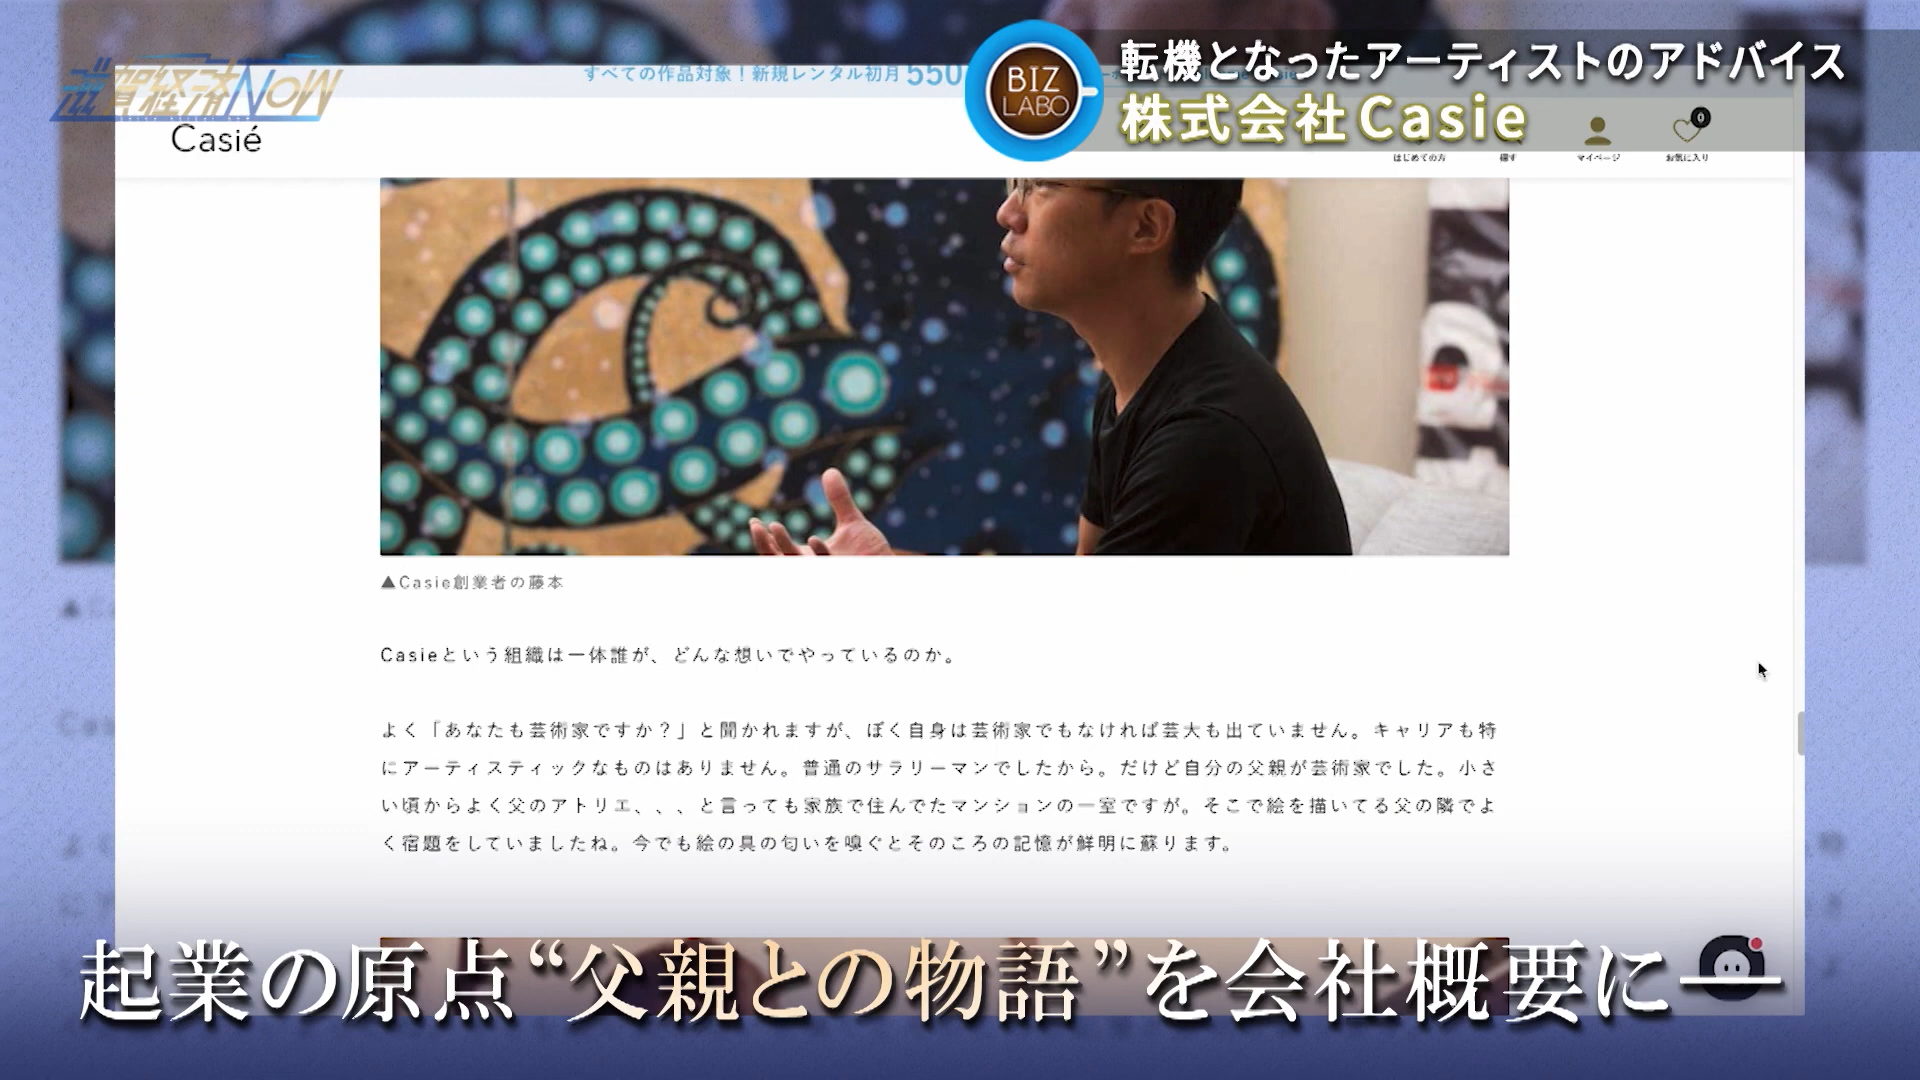 滋賀経済NOW
すべての作品対象！新規レンタル初月550
BIZ
LABO
転機となったアーティストのアドバイス
株式会社Casie
Casié
0
はじめての方
探す
マイページ
お気に入り
▲Casie創業者の藤本
Casieという組織は一体誰が、どんな想いでやっているのか。
よく「あなたも芸術家ですか？」と聞かれますが、ぼく自身は芸術家でもなければ芸大も出ていません。キャリアも特
にアーティスティックなものはありません。普通のサラリーマンでしたから。だけど自分の父親が芸術家でした。小さ
い頃からよく父のアトリエ、、、と言っても家族で住んでたマンションの一室ですが。そこで絵を描いてる父の隣でよ
く宿題をしていましたね。今でも絵の具の匂いを嗅ぐとそのころの記憶が鮮明に蘇ります。
起業の原点“父親との物語”を会社概要に―